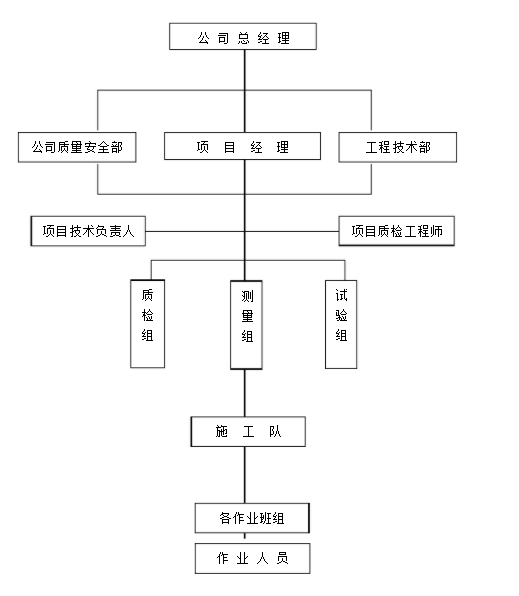 公司总经理
公司质量安全部
项目经理
工程技术部
项目技术负责人
项目质检工程师
质检组
测量组
试验组
施工队
各作业班组
作业人员